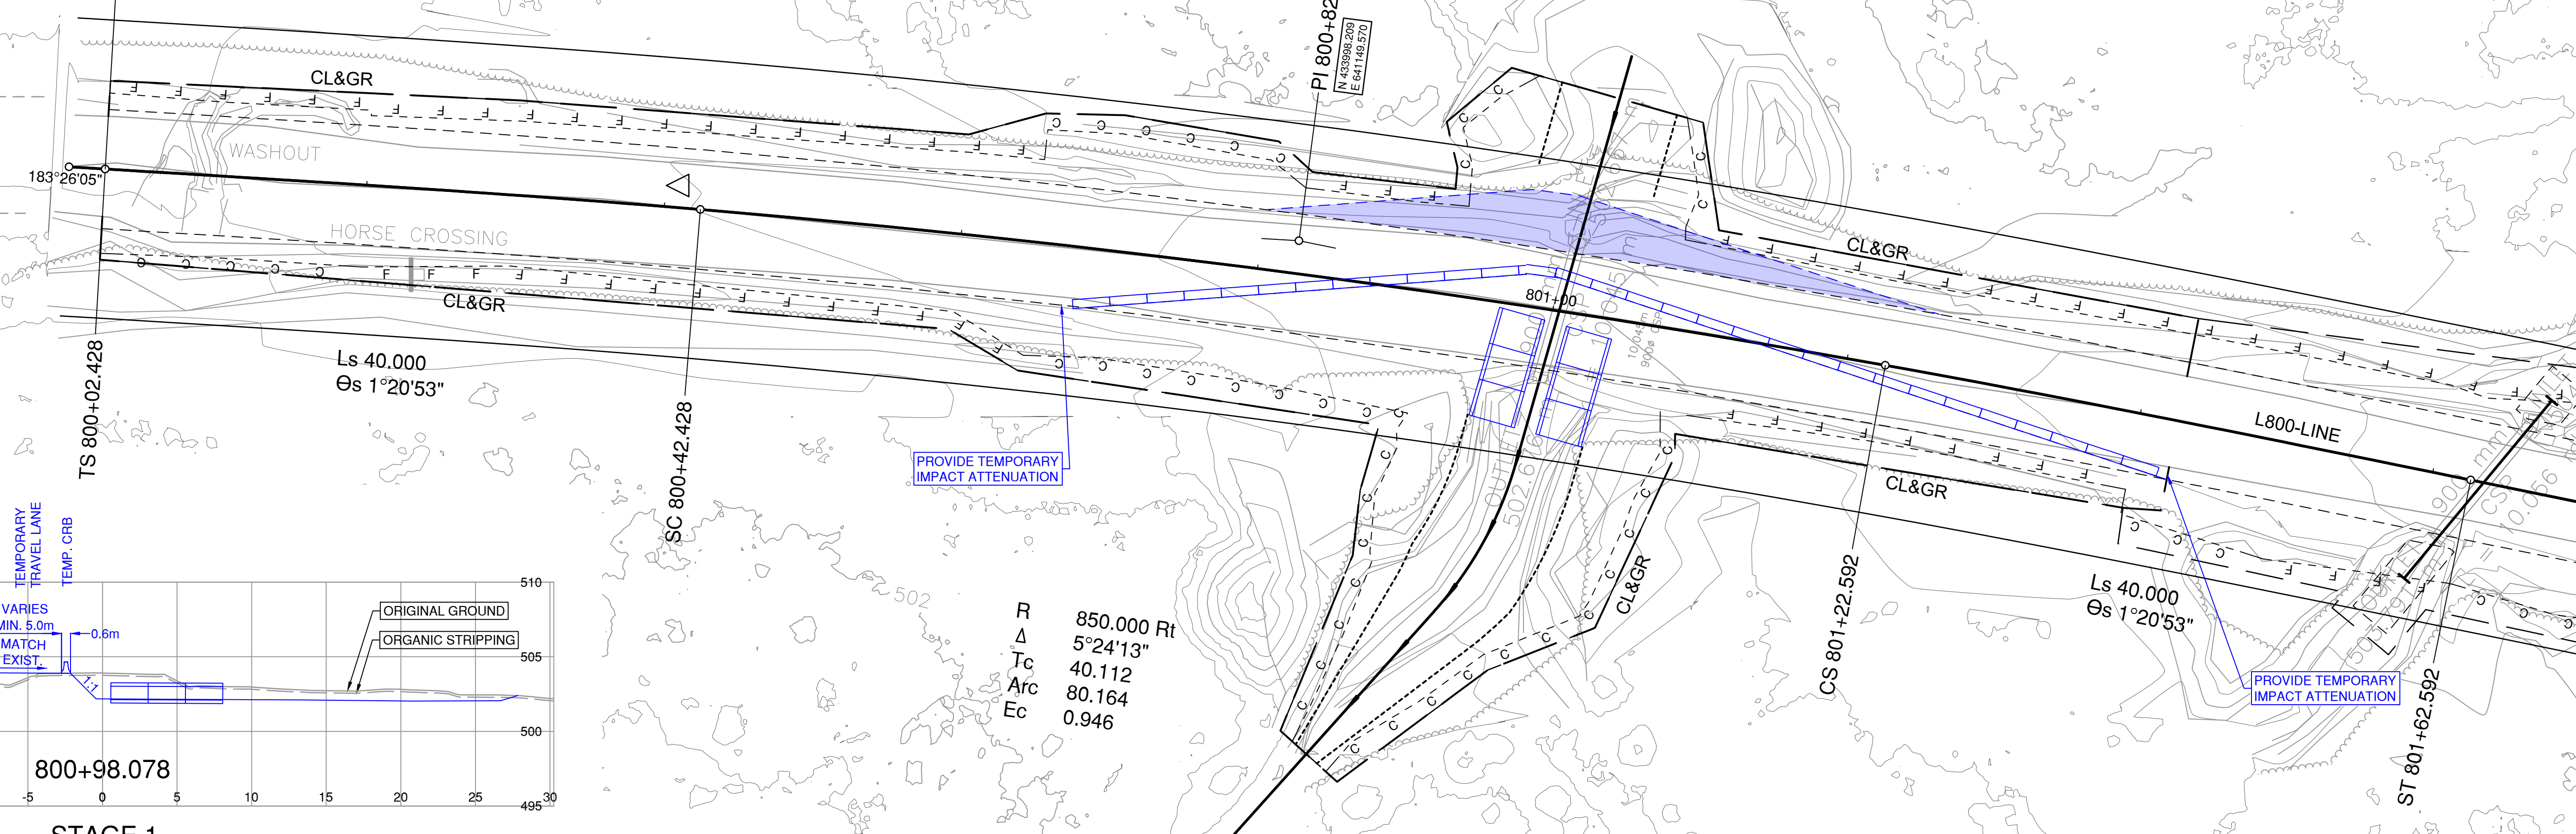 CL&GR
PI 800+82
N 433998.209
E 641149.570
WASHOUT
183°26'05"
HORSE CROSSING
CL&GR
CL&GR
801+00
TS 800+02.428
Ls 40.000
Өs 1°20'53"
SC 800+42.428
PROVIDE TEMPORARY
IMPACT ATTENUATION
L800-LINE
CL&GR
CL&GR
CS 801+22.592
Ls 40.000
Өs 1°20'53"
ST 801+62.592
PROVIDE TEMPORARY
IMPACT ATTENUATION
502
R 850.000 Rt
Δ 5°24'13"
Tc 40.112
Arc 80.164
Ec 0.946
TEMPORARY
TRAVEL LANE
TEMP. CRB
VARIES
MIN. 5.0m
0.6m
MATCH
EXIST.
1:1
ORIGINAL GROUND
ORGANIC STRIPPING
510
505
500
495
800+98.078
-5 0 5 10 15 20 25 30
STAGE 1